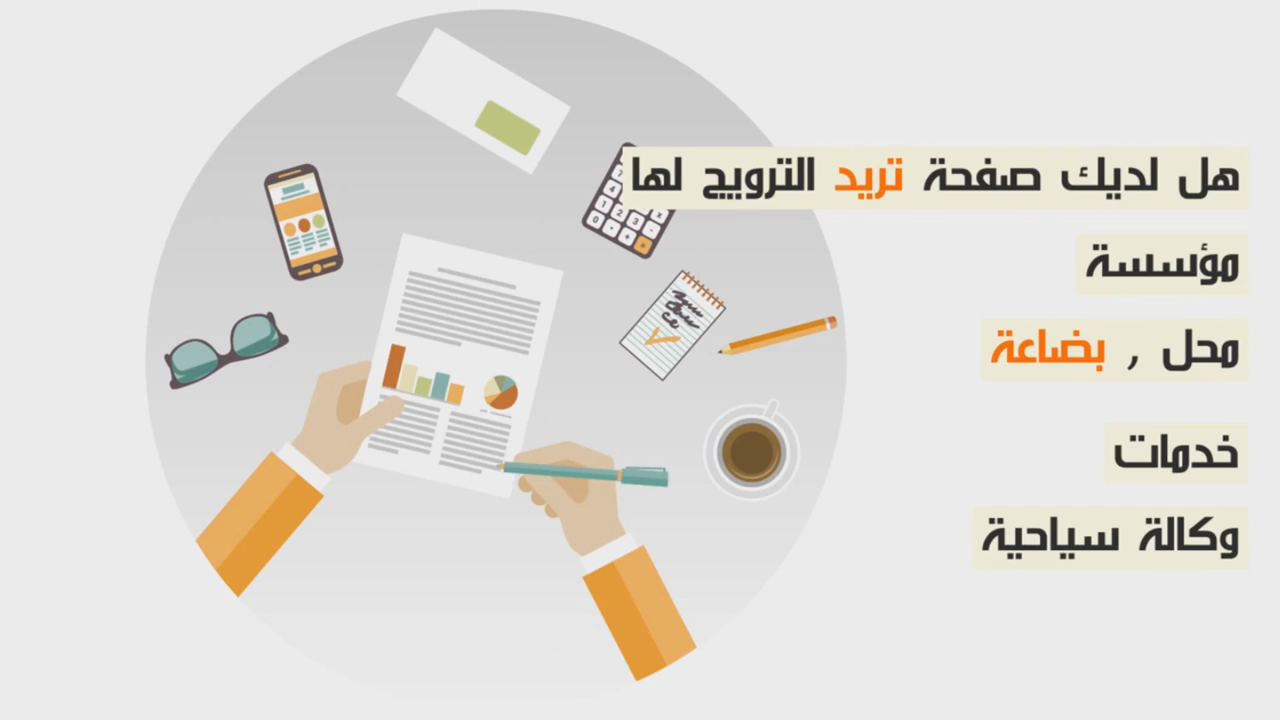 هل لديك صفحة تريد الترويج لها
مؤسسة
محل , بضاعة
خدمات
وكالة سياحية